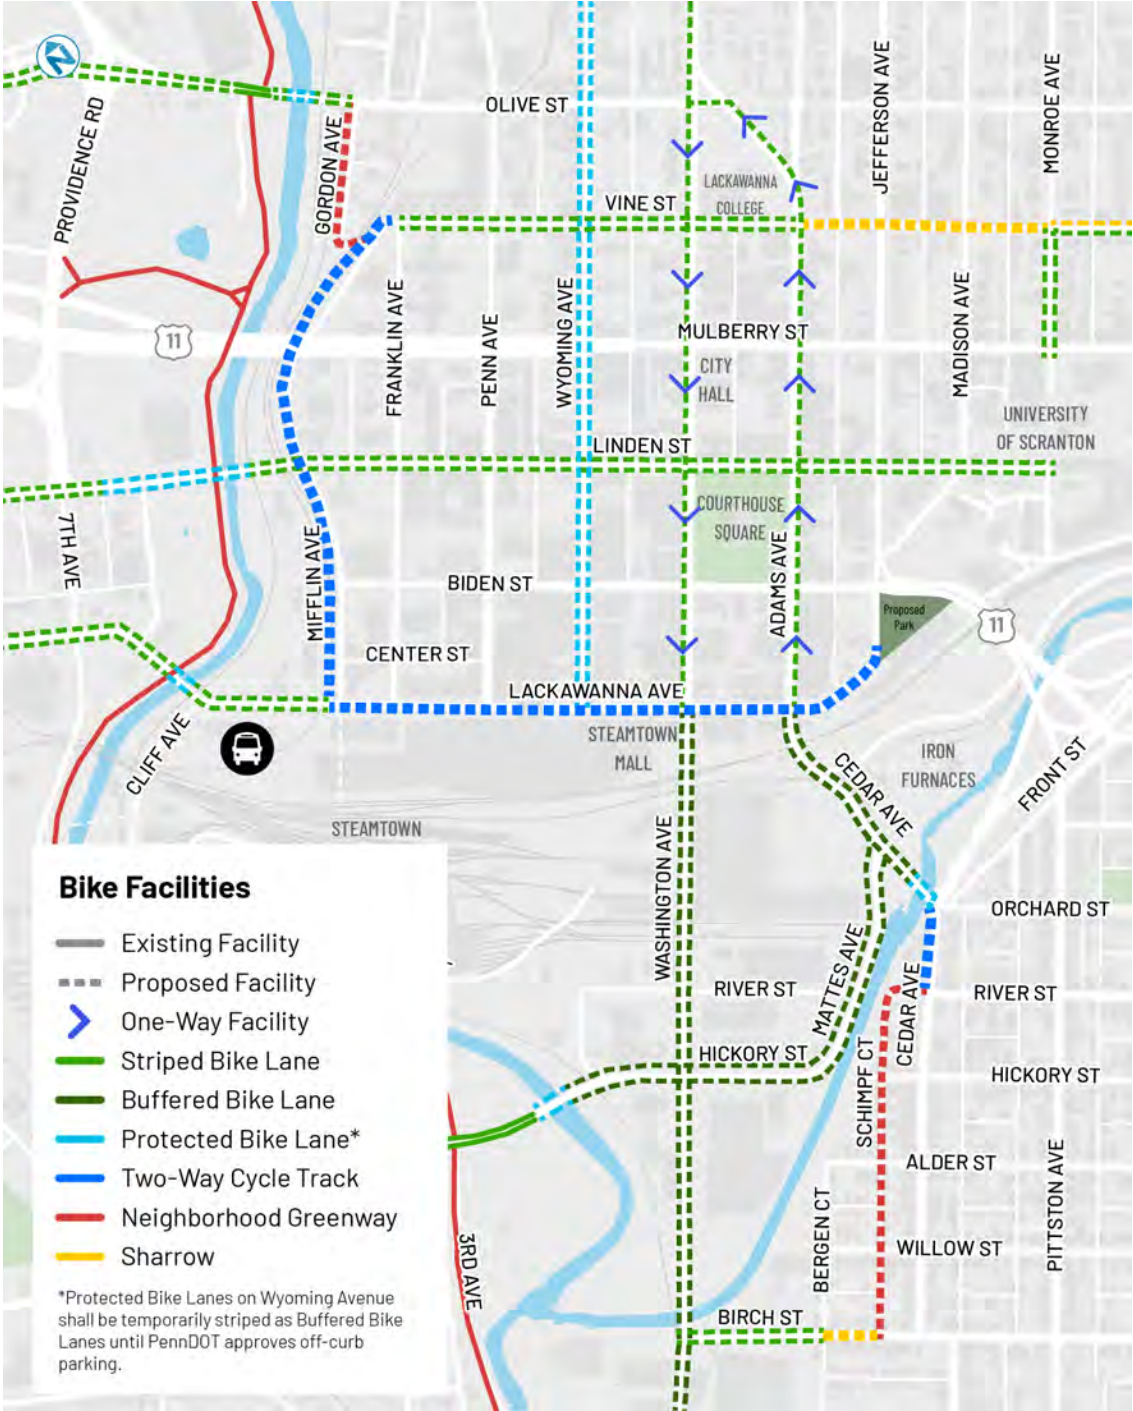 OLIVE ST
JEFFERSON AVE
MONROE AVE
PROVIDENCE RD
GORDON AVE
LACKAWANNA
COLLEGE
VINE ST
11
FRANKLIN AVE
PENN AVE
WYOMING AVE
MULBERRY ST
MADISON AVE
CITY
HALL
UNIVERSITY
OF SCRANTON
LINDEN ST
COURTHOUSE
SQUARE
7TH AVE
MIFFLIN AVE
BIDEN ST
ADAMS AVE
Proposed
Park
11
CENTER ST
LACKAWANNA AVE
CLIFF AVE
STEAMTOWN
MALL
CEDAR AVE
IRON
FURNACES
FRONT ST
STEAMTOWN
WASHINGTON AVE
ORCHARD ST
MATTES AVE
RIVER ST
CEDAR AVE
RIVER ST
HICKORY ST
SCHIMPF CT
HICKORY ST
ALDER ST
PITTSTON AVE
BERGEN CT
WILLOW ST
3RD AVE
BIRCH ST
Bike Facilities
Existing Facility
Proposed Facility
One-Way Facility
Striped Bike Lane
Buffered Bike Lane
Protected Bike Lane*
Two-Way Cycle Track
Neighborhood Greenway
Sharrow
*Protected Bike Lanes on Wyoming Avenue
shall be temporarily striped as Buffered Bike
Lanes until PennDOT approves off-curb
parking.